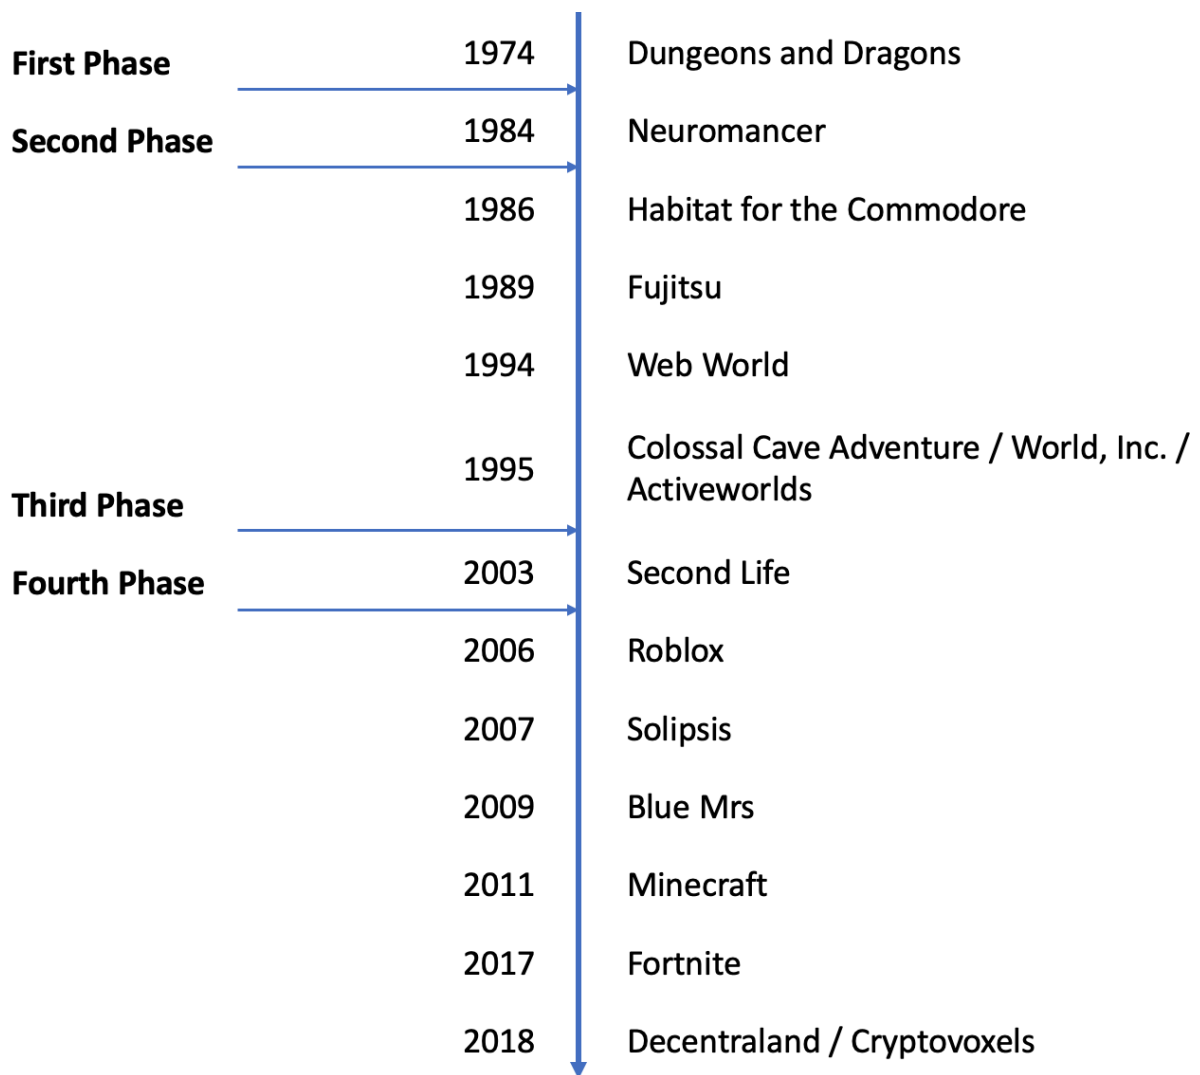 First Phase
1974 Dungeons and Dragons
Second Phase
1984 Neuromancer
1986 Habitat for the Commodore
1989 Fujitsu
1994 Web World
1995 Colossal Cave Adventure / World, Inc. /
Activeworlds
Third Phase
2003 Second Life
Fourth Phase
2006 Roblox
2007 Solipsis
2009 Blue Mrs
2011 Minecraft
2017 Fortnite
2018 Decentraland / Cryptovoxels